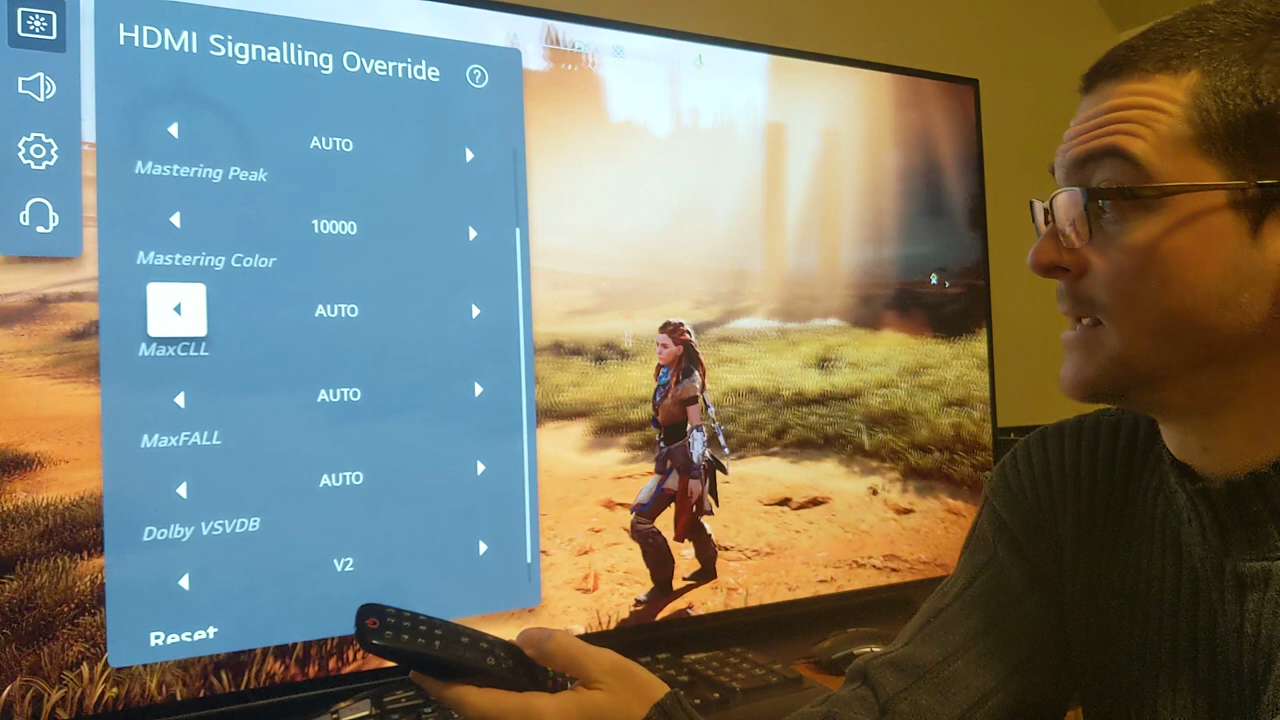 HDMI Signalling Override
?
AUTO
Mastering Peak
10000
Mastering Color
AUTO
MaxCLL
AUTO
MaxFALL
AUTO
Dolby VSVDB
V2
Reset